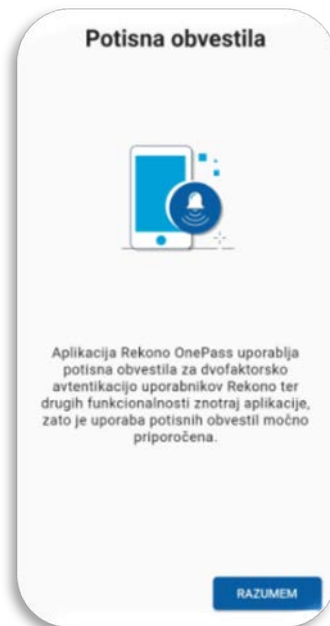 Potisna obvestila
Aplikacija Rekono OnePass uporablja
potisna obvestila za dvofaktorsko
avtentikacijo uporabnikov Rekono ter
drugih funkcionalnosti znotraj aplikacije,
zato je uporaba potisnih obvestil močno
priporočena.
RAZUMEM